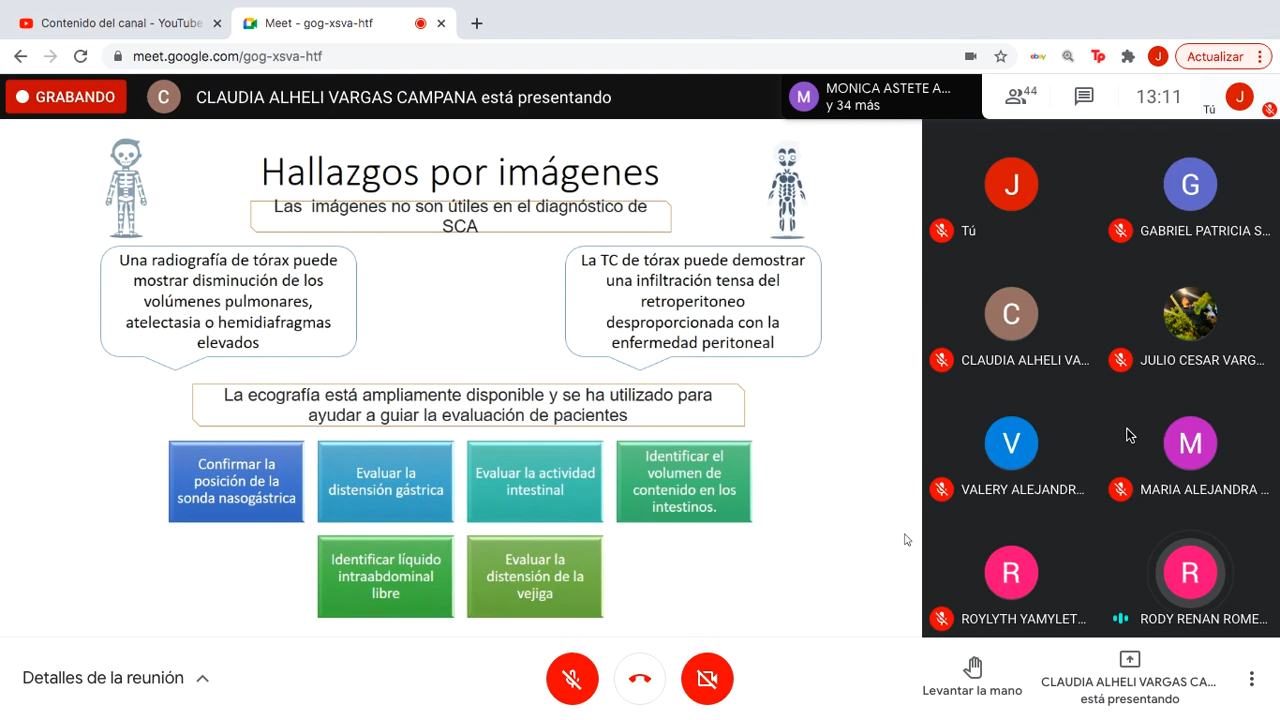 Contenido del canal - YouTube
Meet - gog-xsva-htf
meet.google.com/gog-xsva-htf
ebay
Tp
J
Actualizar
GRABANDO
C
CLAUDIA ALHELI VARGAS CAMPANA está presentando
M
MONICA ASTETE A...
y 34 más
44
13:11
Tú
J
Hallazgos por imágenes
Las imágenes no son útiles en el diagnóstico de
SCA
Una radiografía de tórax puede
mostrar disminución de los
volúmenes pulmonares,
atelectasia o hemidiafragmas
elevados
La TC de tórax puede demostrar
una infiltración tensa del
retroperitoneo
desproporcionada con la
enfermedad peritoneal
La ecografía está ampliamente disponible y se ha utilizado para
ayudar a guiar la evaluación de pacientes
Confirmar la
posición de la
sonda nasogástrica
Evaluar la
distensión gástrica
Evaluar la actividad
intestinal
Identificar el
volumen de
contenido en los
intestinos.
Identificar líquido
intraabdominal
libre
Evaluar la
distensión de la
vejiga
J
Tú
G
GABRIEL PATRICIA S...
C
CLAUDIA ALHELI VA...
JULIO CESAR VARG...
V
VALERY ALEJANDR...
M
MARIA ALEJANDRA ...
R
ROYLYTH YAMYLET...
R
RODY RENAN ROME...
Detalles de la reunión
Levantar la mano
CLAUDIA ALHELI VARGAS CA...
está presentando